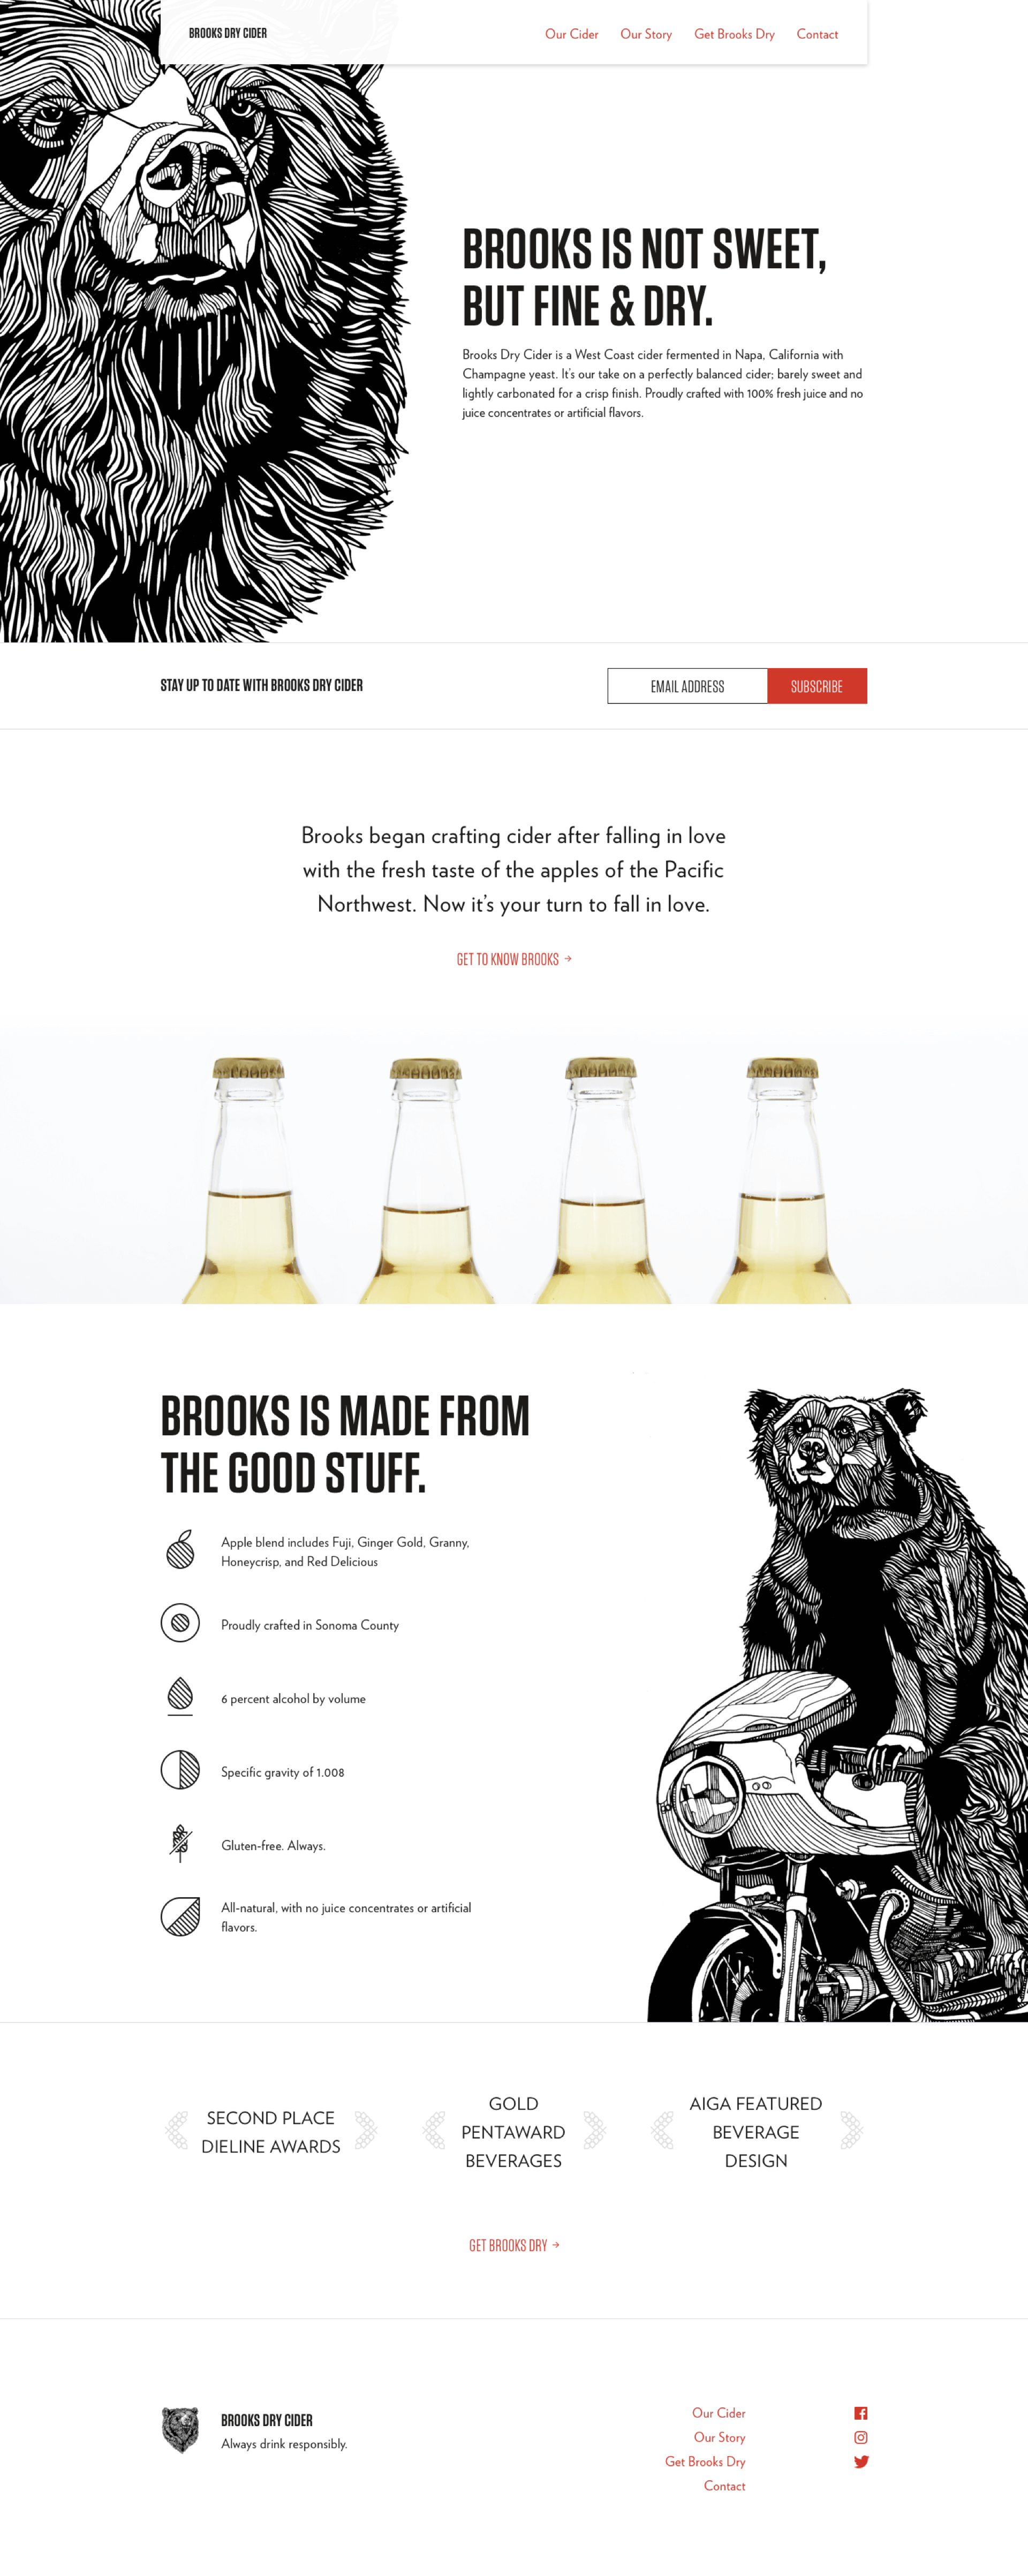 BROOKS DRY CIDER
Our Cider
Our Story
Get Brooks Dry
Contact
BROOKS IS NOT SWEET,
BUT FINE & DRY.
Brooks Dry Cider is a West Coast cider fermented in Napa, California with
Champagne yeast. It's our take on a perfectly balanced cider; barely sweet and
lightly carbonated for a crisp finish. Proudly crafted with 100% fresh juice and no
juice concentrates or artificial flavors.
STAY UP TO DATE WITH BROOKS DRY CIDER
EMAIL ADDRESS
SUBSCRIBE
Brooks began crafting cider after falling in love
with the fresh taste of the apples of the Pacific
Northwest. Now it's your turn to fall in love.
GET TO KNOW BROOKS →
BROOKS IS MADE FROM
THE GOOD STUFF.
Apple blend includes Fuji, Ginger Gold, Granny,
Honeycrisp, and Red Delicious
Proudly crafted in Sonoma County
6 percent alcohol by volume
Specific gravity of 1.008
Gluten-free. Always.
All-natural, with no juice concentrates or artificial
flavors.
SECOND PLACE
DIELINE AWARDS
GOLD
PENTAWARD
BEVERAGES
AIGA FEATURED
BEVERAGE
DESIGN
GET BROOKS DRY →
BROOKS DRY CIDER
Always drink responsibly.
Our Cider
Our Story
Get Brooks Dry
Contact